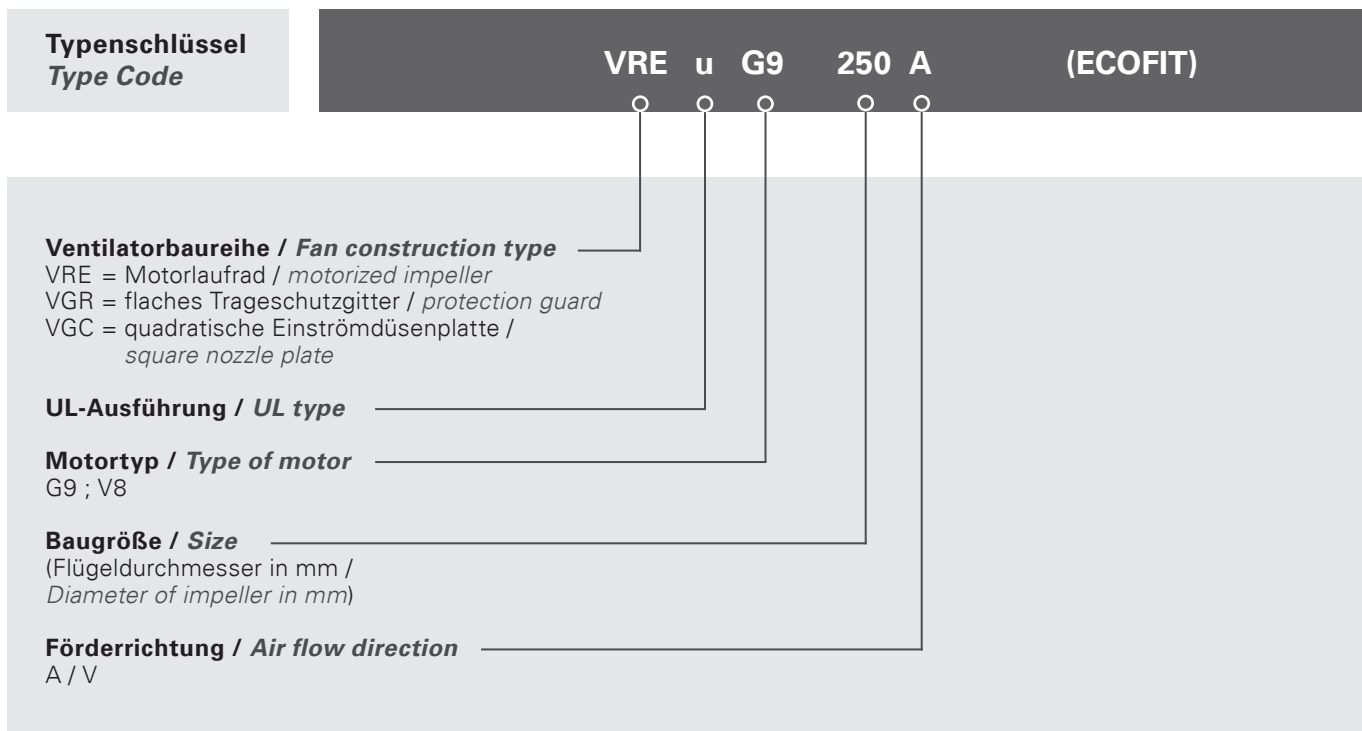 Typenschlüssel
Type Code
VRE u G9 250 A (ECOFIT)
Ventilatorbaureihe / Fan construction type
VRE = Motorlaufrad / motorized impeller
VGR = flaches Trageschutzgitter / protection guard
VGC = quadratische Einströmdüsenplatte /
square nozzle plate
UL-Ausführung / UL type
Motortyp / Type of motor
G9 ; V8
Baugröße / Size
(Flügeldurchmesser in mm /
Diameter of impeller in mm)
Förderrichtung / Air flow direction
A / V